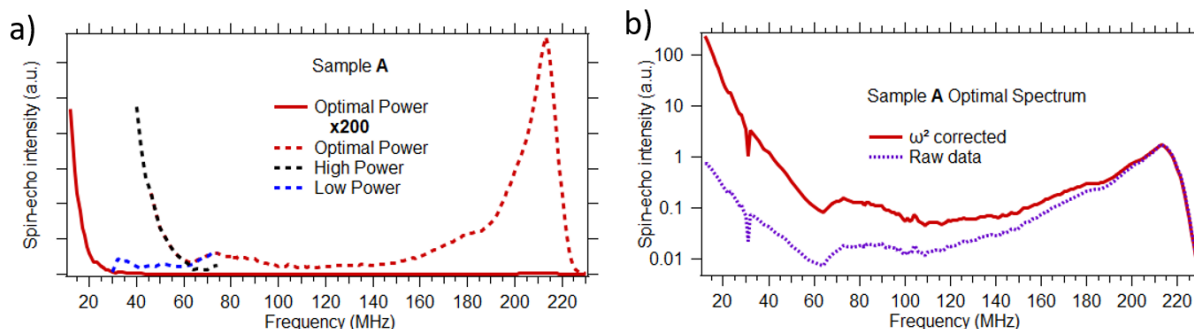 a)
Spin-echo intensity (a.u.)
Sample A
Optimal Power
x200
Optimal Power
High Power
Low Power
20 40 60 80 100 120 140 160 180 200 220
Frequency (MHz)
b)
Spin-echo intensity (a.u.)
100
10
1
0.1
0.01
Sample A Optimal Spectrum
ω² corrected
Raw data
20 40 60 80 100 120 140 160 180 200 220
Frequency (MHz)